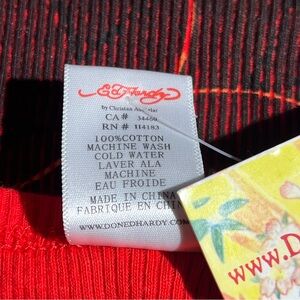 Ed Hardy
by Christian Audigier
CA# 34460
RN# 114183
100%COTTON
MACHINE WASH
COLD WATER
LAVER ALA
MACHINE
EAU FROIDE
MADE IN CHINA
FABRIQUE EN CHIN
WWW.DONEDHARDY.COM
www.D